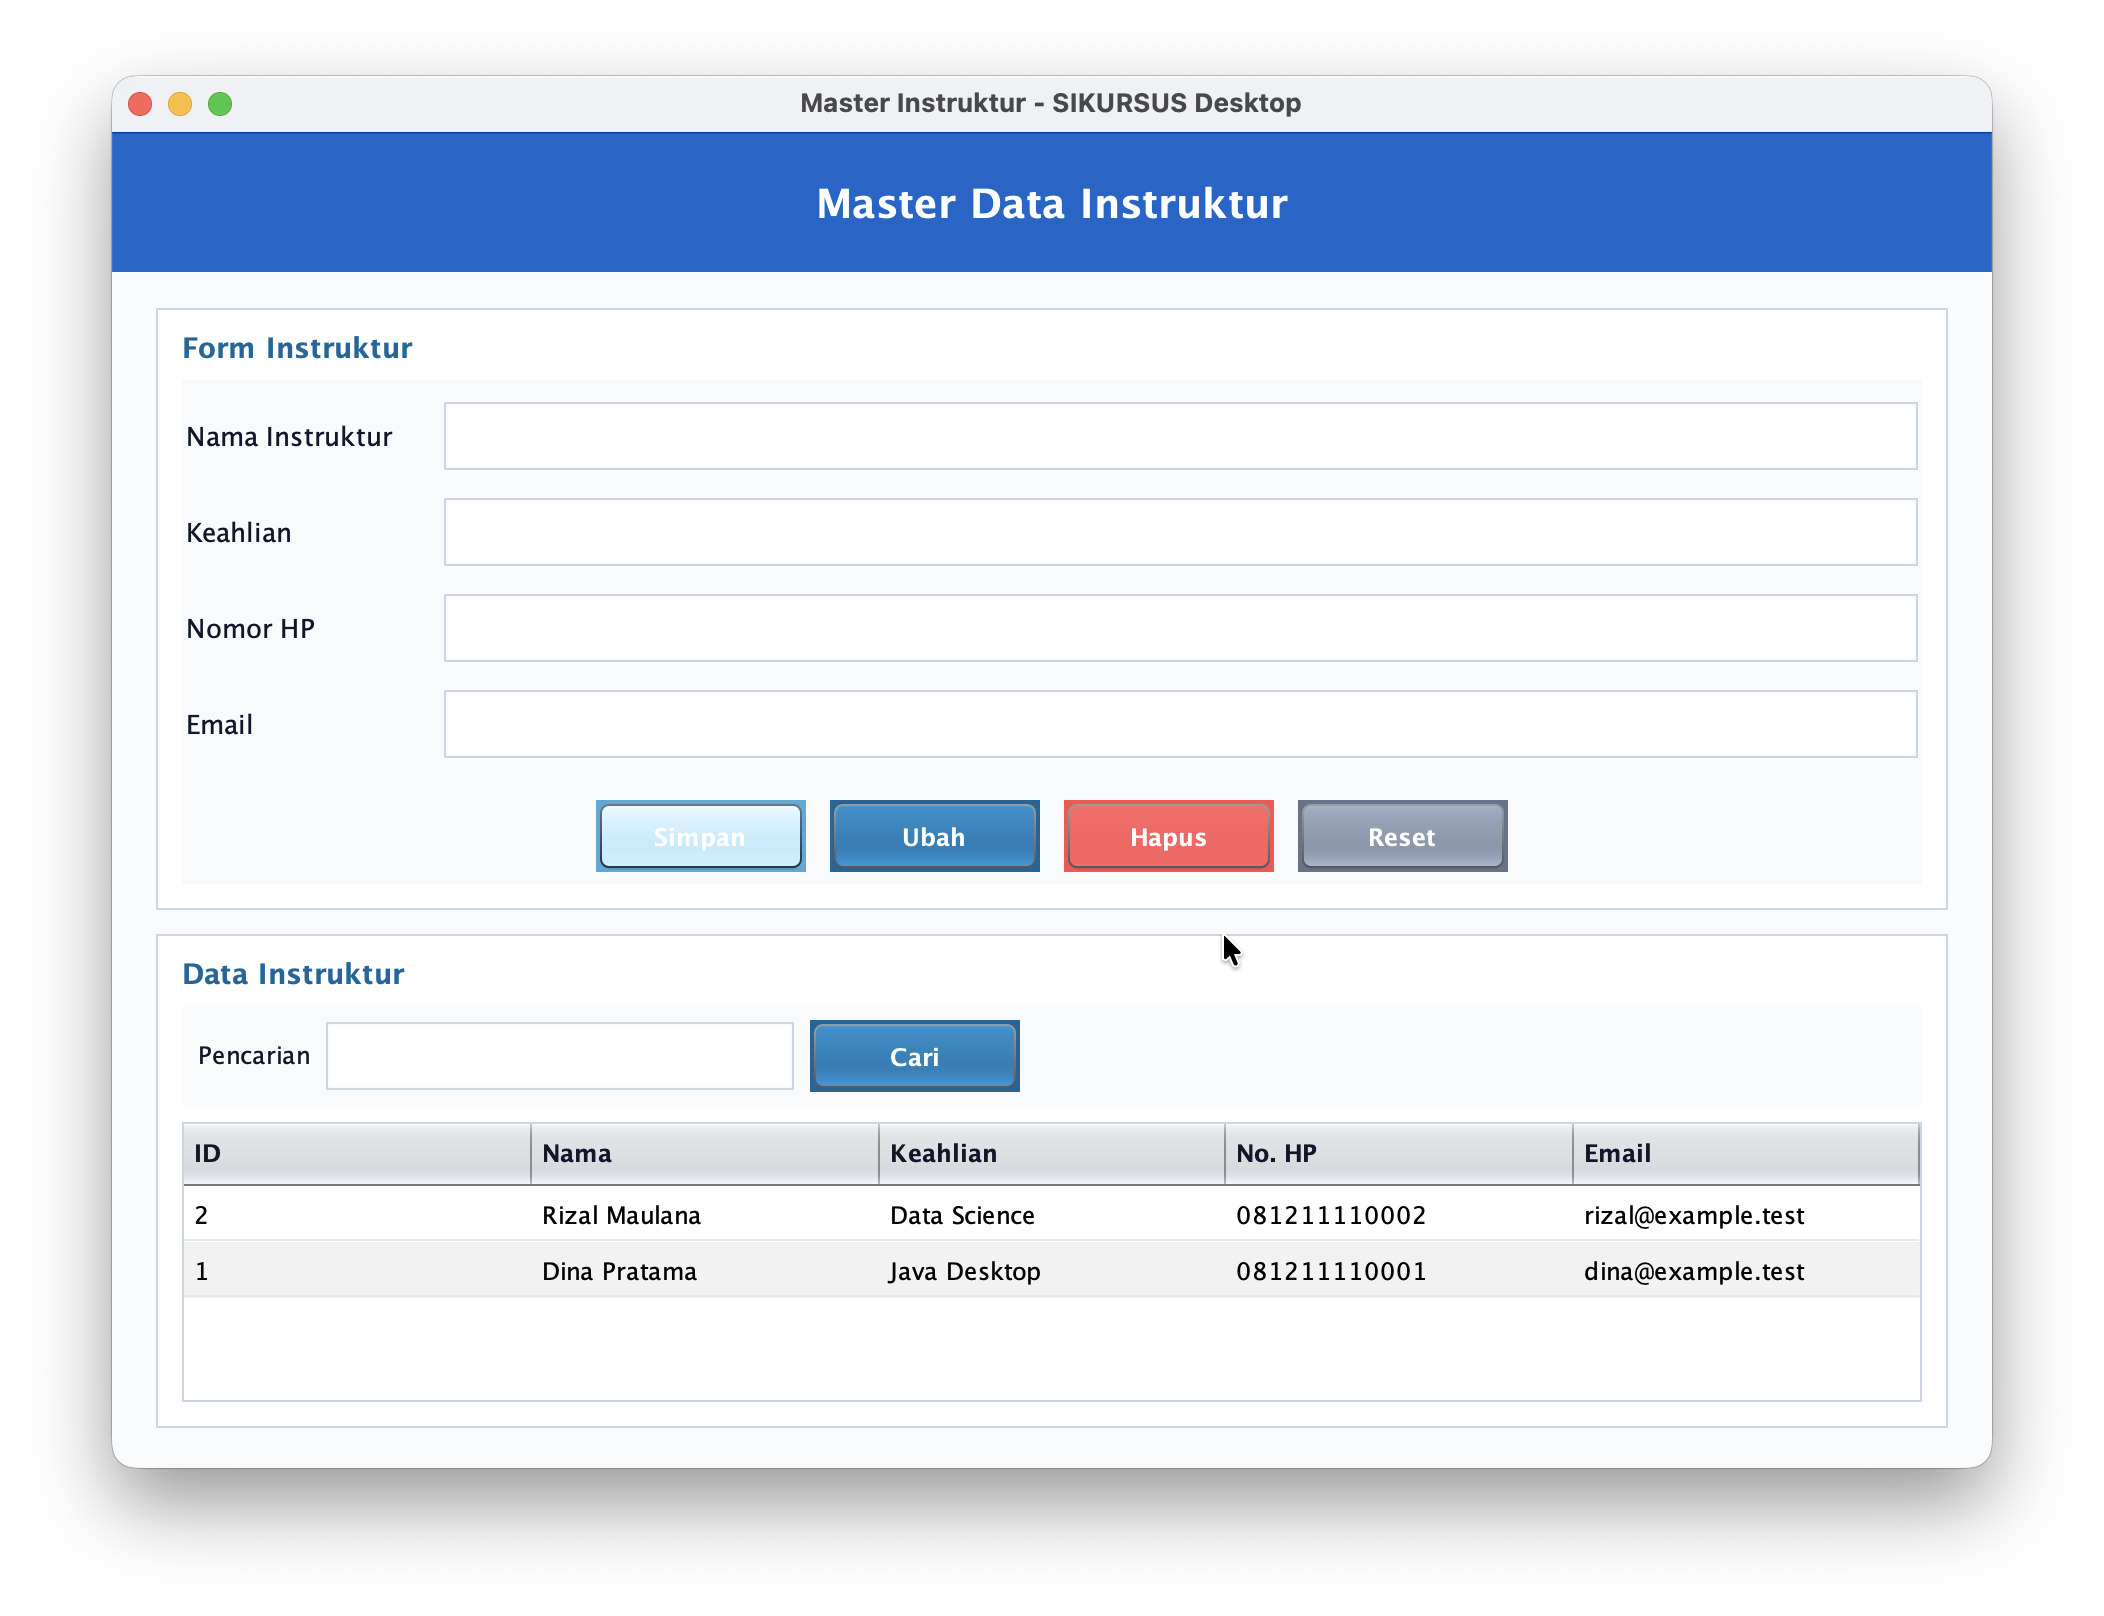 Master Instruktur - SIKURSUS Desktop
Master Data Instruktur
Form Instruktur
Nama Instruktur
Keahlian
Nomor HP
Email
Simpan Ubah Hapus Reset
Data Instruktur
Pencarian Cari
ID Nama Keahlian No. HP Email
2 Rizal Maulana Data Science 081211110002 rizal@example.test
1 Dina Pratama Java Desktop 081211110001 dina@example.test